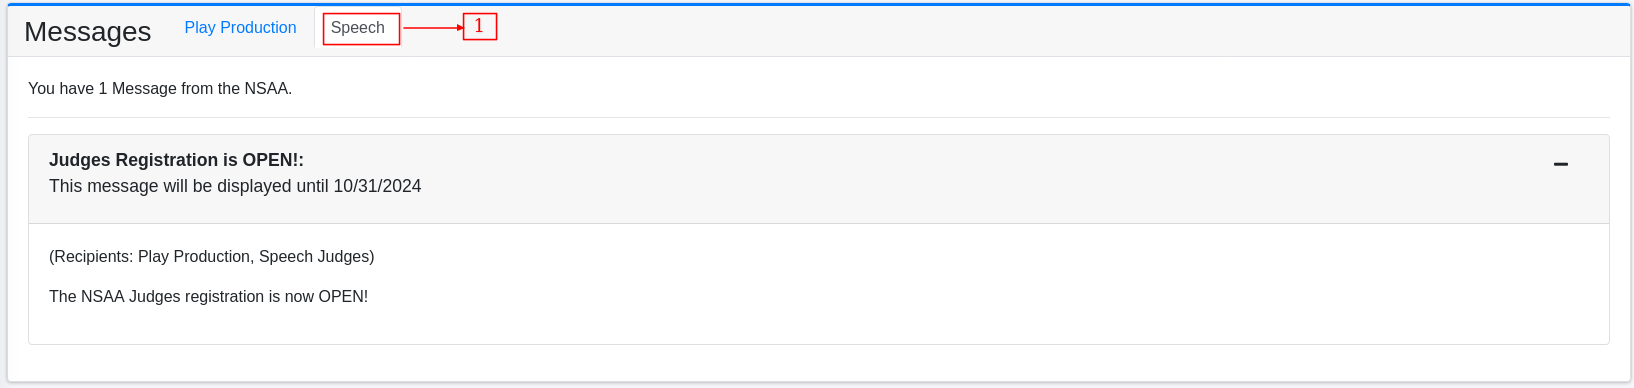 Messages Play Production Speech 1
You have 1 Message from the NSAA.
Judges Registration is OPEN!:
This message will be displayed until 10/31/2024
(Recipients: Play Production, Speech Judges)
The NSAA Judges registration is now OPEN!